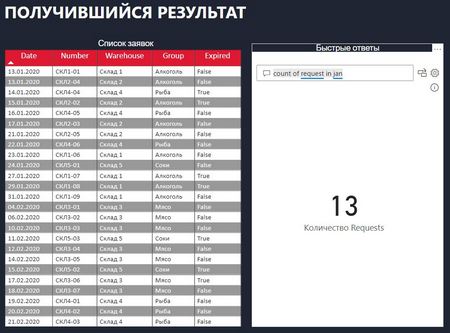 ПОЛУЧИВШИЙСЯ РЕЗУЛЬТАТ
Список заявок
Date Number Warehouse Group Expired
13.01.2020 СКЛ1-01 Склад 1 Алкоголь False
13.01.2020 СКЛ2-04 Склад 2 Алкоголь False
14.01.2020 СКЛ4-04 Склад 4 Рыба True
15.01.2020 СКЛ2-02 Склад 2 Алкоголь True
16.01.2020 СКЛ4-05 Склад 4 Рыба False
17.01.2020 СКЛ2-03 Склад 2 Алкоголь False
21.01.2020 СКЛ2-05 Склад 2 Алкоголь False
22.01.2020 СКЛ4-06 Склад 4 Рыба False
23.01.2020 Склад 1 Алкоголь False
24.01.2020 СКЛ5-01 Склад 5 Соки False
27.01.2020 СКЛ1-07 Склад 1 Алкоголь True
29.01.2020 СКЛ1-08 Склад 1 Алкоголь True
31.01.2020 СКЛ1-09 Склад 1 Алкоголь False
04.02.2020 Склад 3 Мясо False
06.02.2020 СКЛ3-02 Склад 3 Мясо False
10.02.2020 СКЛ3-03 Склад 3 Мясо False
11.02.2020 Склад 5 Соки True
12.02.2020 СКЛ3-04 Склад 3 Мясо False
14.02.2020 Склад 3 Мясо False
15.02.2020 СКЛ5-02 Склад 5 Соки True
16.02.2020 Склад 3 Мясо True
18.02.2020 СКЛ3-07 Склад 3 Мясо False
19.02.2020 СКЛ4-01 Склад 4 Рыба False
20.02.2020 СКЛ4-02 Склад 4 Рыба False
21.02.2020 СКЛ4-03 Склад 4 Рыба False
Быстрые ответы
count of request in jan
13
Количество Requests